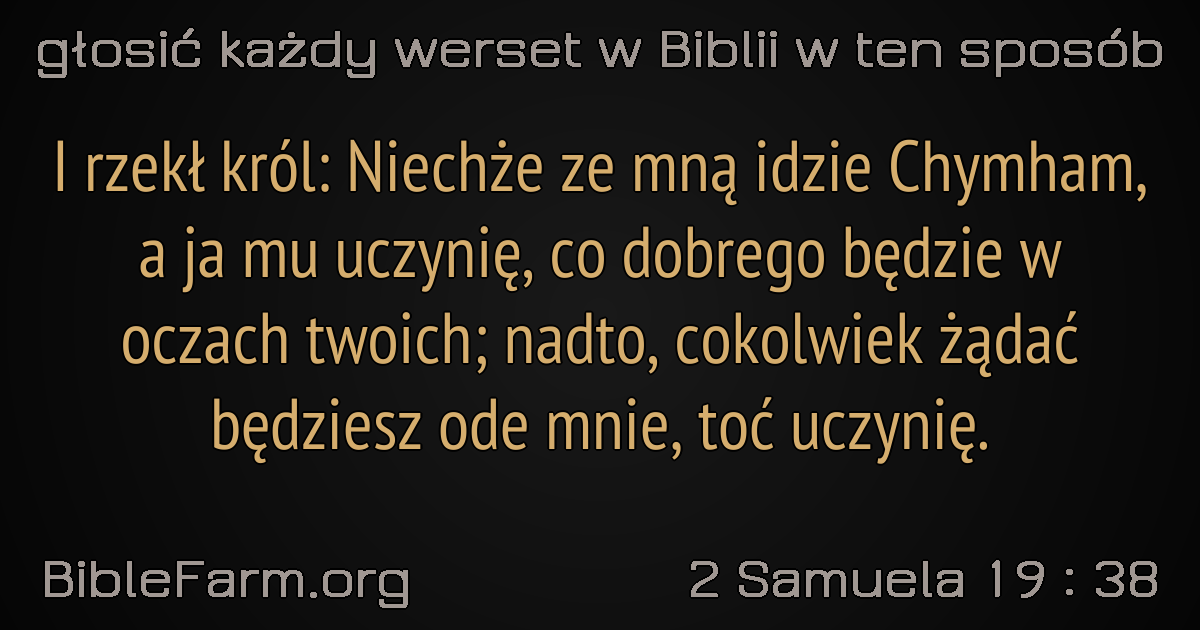 głosić każdy werset w Biblii w ten sposób
I rzekł król: Niechże ze mną idzie Chymham,
a ja mu uczynię, co dobrego będzie w
oczach twoich; nadto, cokolwiek żądać
będziesz ode mnie, toć uczynię.
BibleFarm.org
2 Samuela 19 : 38